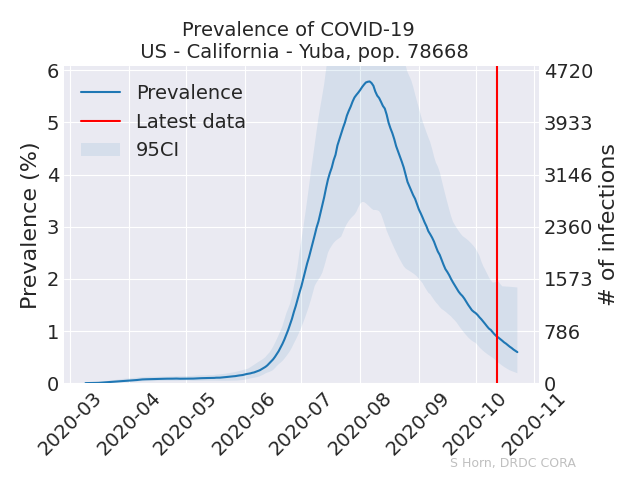 Prevalence of COVID-19
US - California - Yuba, pop. 78668
Prevalence
Latest data
95CI
Prevalence (%)
6
5
4
3
2
1
0
4720
3933
3146
2360
1573
786
0
# of infections
2020-03
2020-04
2020-05
2020-06
2020-07
2020-08
2020-09
2020-10
2020-11
S Horn, DRDC CORA